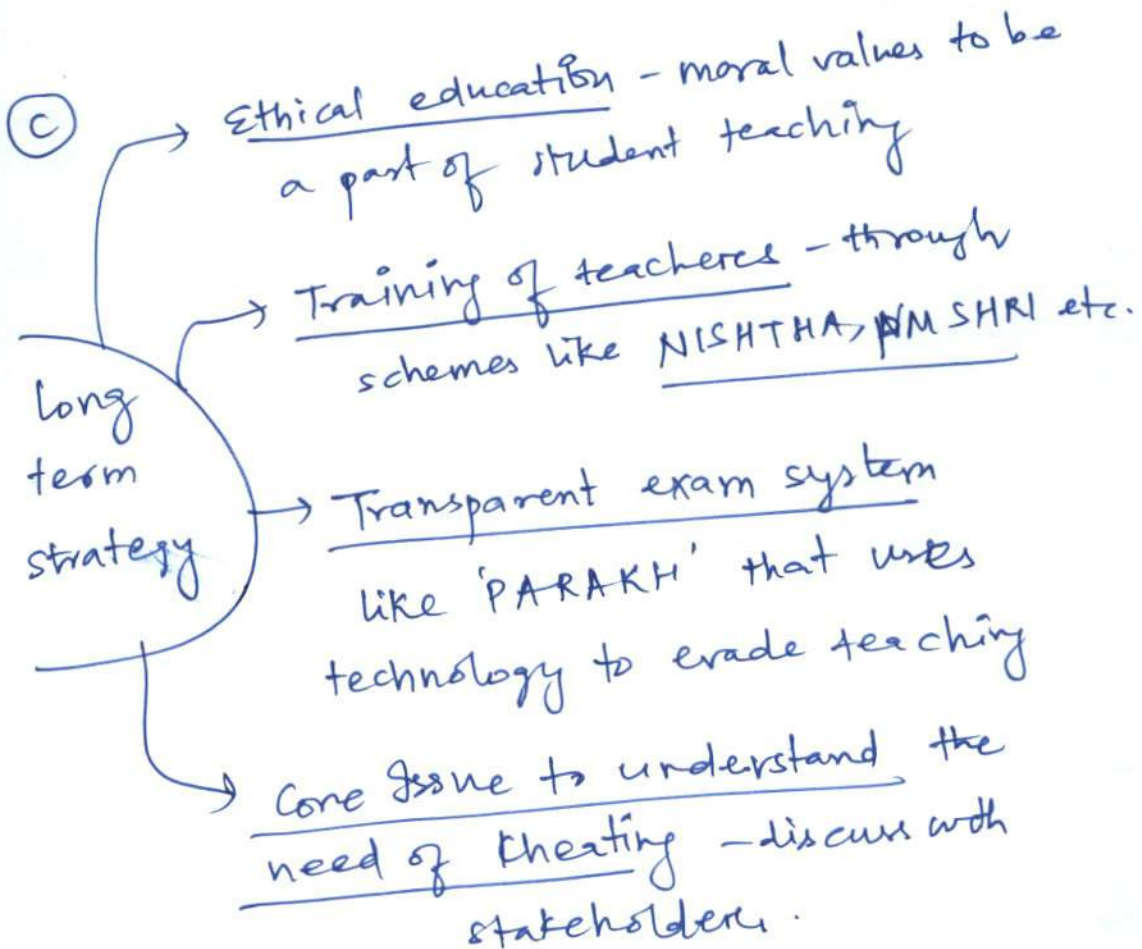 C
Ethical education - moral values to be
a part of student teaching
Training of teacheres - through
schemes like NISHTHA, PM SHRI etc.
Long
term
strategy
Transparent exam system
like 'PARAKH' that uses
technology to evade teaching
Core Issue to understand the
need of Cheating - discuss with
stakeholders.